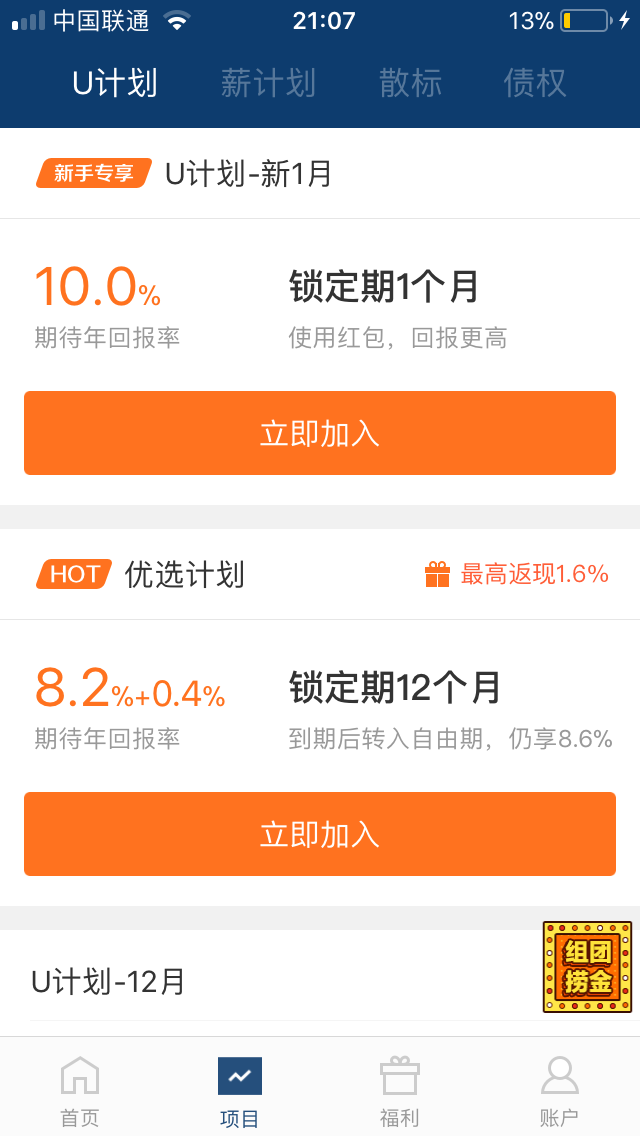 中国联通 21:07 13%
U计划 薪计划 散标 债权
新手专享 U计划-新1月
10.0% 锁定期1个月
期待年回报率 使用红包，回报更高
立即加入
HOT 优选计划 最高返现1.6%
8.2%+0.4% 锁定期12个月
期待年回报率 到期后转入自由期，仍享8.6%
立即加入
U计划-12月
组团
捞金
首页 项目 福利 账户